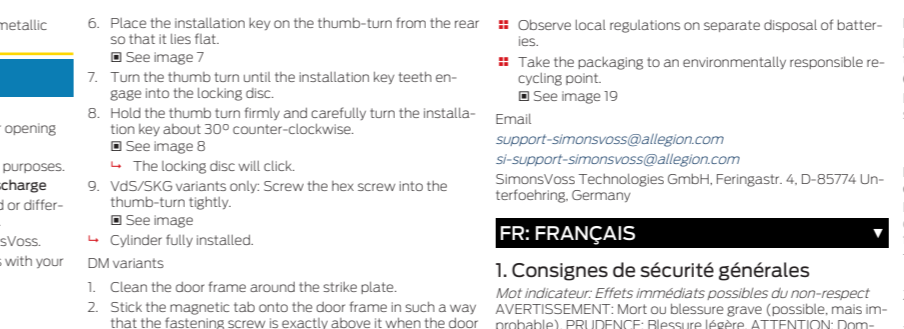 metallic
opening
purposes.
charge
d or differ-
sVoss.
with your
6. Place the installation key on the thumb-turn from the rear
so that it lies flat.
▣ See image 7
7. Turn the thumb turn until the installation key teeth en-
gage into the locking disc.
8. Hold the thumb turn firmly and carefully turn the installa-
tion key about 30° counter-clockwise.
▣ See image 8
↳ The locking disc will click.
9. VdS/SKG variants only: Screw the hex screw into the
thumb-turn tightly.
▣ See image
↳ Cylinder fully installed.
DM variants
1. Clean the door frame around the strike plate.
2. Stick the magnetic tab onto the door frame in such a way
that the fastening screw is exactly above it when the door
Observe local regulations on separate disposal of batter-
ies.
Take the packaging to an environmentally responsible re-
cycling point.
▣ See image 19
Email
support-simonsvoss@allegion.com
si-support-simonsvoss@allegion.com
SimonsVoss Technologies GmbH, Feringastr. 4, D-85774 Un-
terfoehring, Germany
FR: FRANÇAIS ▼
1. Consignes de sécurité générales
Mot indicateur: Effets immédiats possibles du non-respect
AVERTISSEMENT: Mort ou blessure grave (possible, mais im-
probable), PRUDENCE: Blessure légère, ATTENTION: Dom-